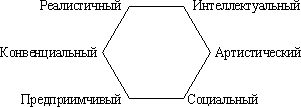 Реалистичный Интеллектуальный
Конвенциальный Артистический
Предприимчивый Социальный